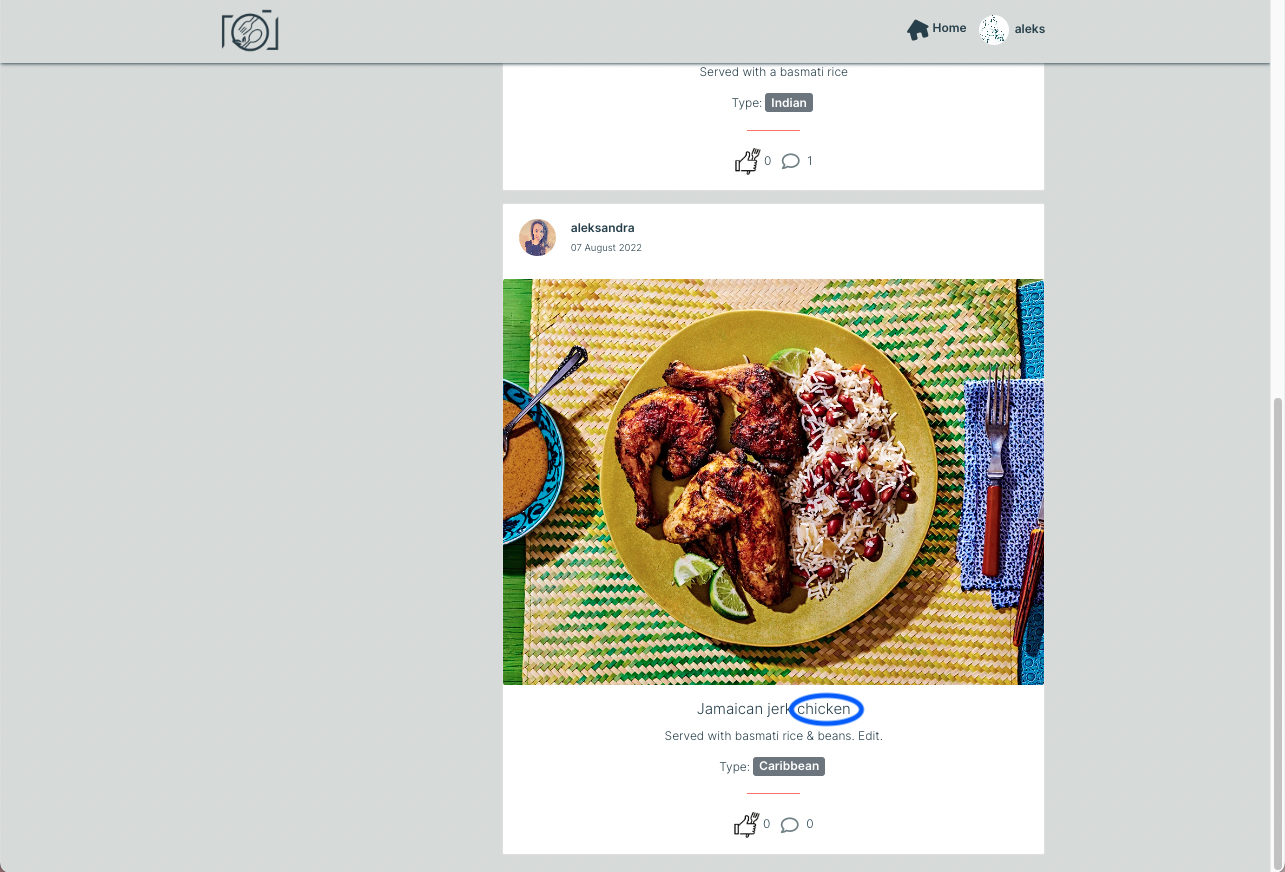 Home aleks
Served with a basmati rice
Type: Indian
0 1
aleksandra
07 August 2022
Jamaican jerk chicken
Served with basmati rice & beans. Edit.
Type: Caribbean
0 0